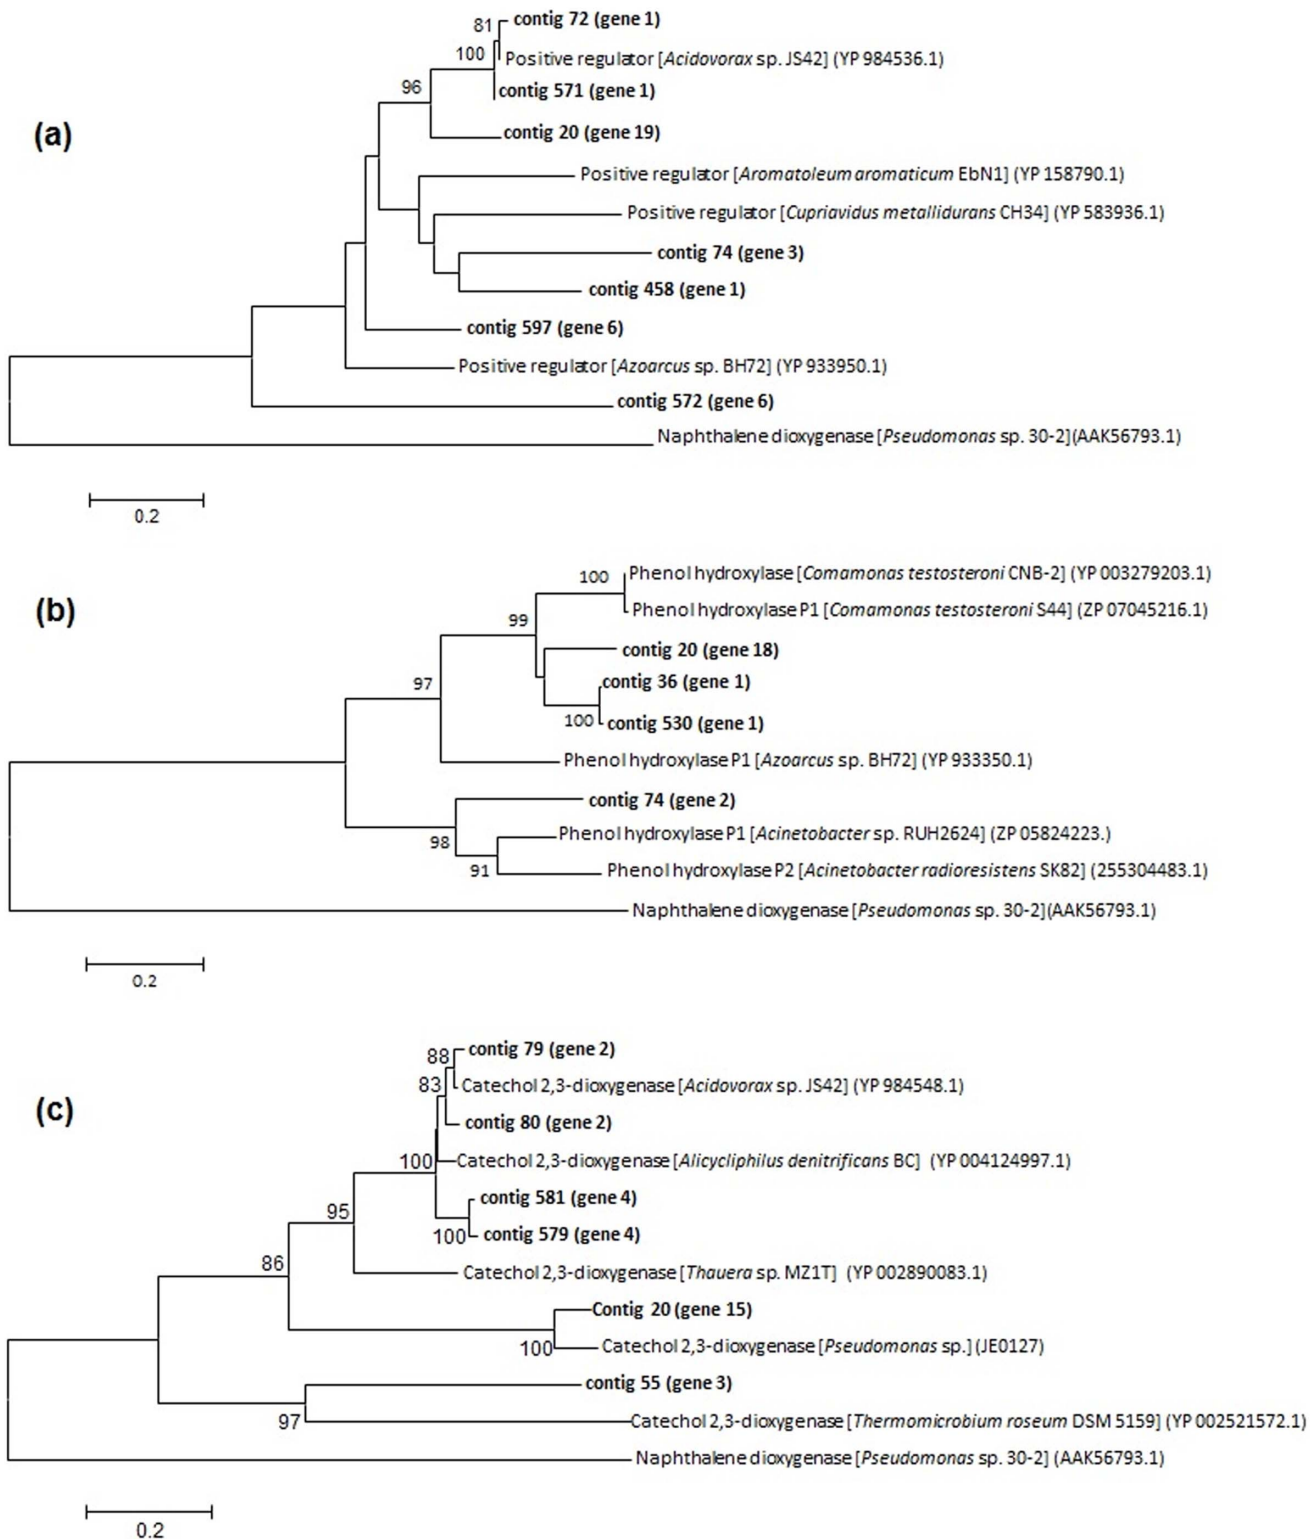 81 contig 72 (gene 1)
100 Positive regulator [Acidovorax sp. JS42] (YP 984536.1)
contig 571 (gene 1)
96
contig 20 (gene 19)
(a)
Positive regulator [Aromatoleum aromaticum EbN1] (YP 158790.1)
Positive regulator [Cupriavidus metallidurans CH34] (YP 583936.1)
contig 74 (gene 3)
contig 458 (gene 1)
contig 597 (gene 6)
Positive regulator [Azoarcus sp. BH72] (YP 933950.1)
contig 572 (gene 6)
Naphthalene dioxygenase [Pseudomonas sp. 30-2](AAK56793.1)
0.2
100 Phenol hydroxylase [Comamonas testosteroni CNB-2] (YP 003279203.1)
(b)
Phenol hydroxylase P1 [Comamonas testosteroni S44] (ZP 07045216.1)
99
contig 20 (gene 18)
97 contig 36 (gene 1)
100 contig 530 (gene 1)
Phenol hydroxylase P1 [Azoarcus sp. BH72] (YP 933350.1)
contig 74 (gene 2)
98 Phenol hydroxylase P1 [Acinetobacter sp. RUH2624] (ZP 05824223.)
91 Phenol hydroxylase P2 [Acinetobacter radioresistens SK82] (255304483.1)
Naphthalene dioxygenase [Pseudomonas sp. 30-2](AAK56793.1)
0.2
88 contig 79 (gene 2)
83 Catechol 2,3-dioxygenase [Acidovorax sp. JS42] (YP 984548.1)
(c)
contig 80 (gene 2)
100 Catechol 2,3-dioxygenase [Alicycliphilus denitrificans BC] (YP 004124997.1)
contig 581 (gene 4)
95
100 contig 579 (gene 4)
86 Catechol 2,3-dioxygenase [Thauera sp. MZ1T] (YP 002890083.1)
Contig 20 (gene 15)
100 Catechol 2,3-dioxygenase [Pseudomonas sp.] (JE0127)
contig 55 (gene 3)
97 Catechol 2,3-dioxygenase [Thermomicrobium roseum DSM 5159] (YP 002521572.1)
Naphthalene dioxygenase [Pseudomonas sp. 30-2] (AAK56793.1)
0.2